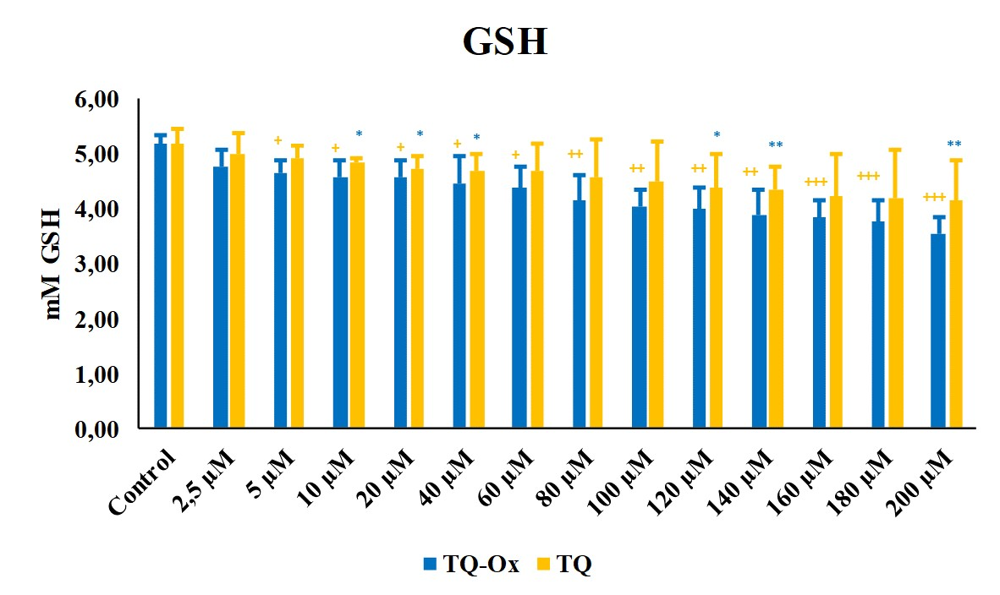 GSH
6,00
5,00
4,00
3,00
2,00
1,00
0,00
mM GSH
+ + + + + ++ ++ ++ ++ +++ +++ +++
* * * * ** **
Control
2,5 µM
5 µM
10 µM
20 µM
40 µM
60 µM
80 µM
100 µM
120 µM
140 µM
160 µM
180 µM
200 µM
TQ-Ox TQ